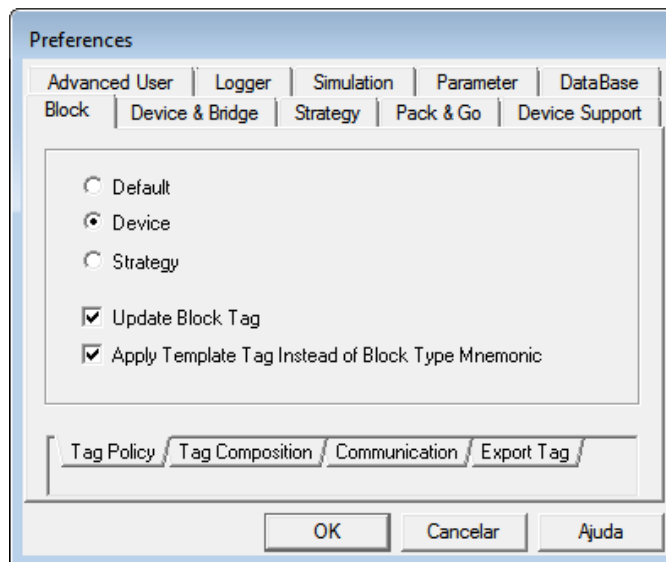 Preferences
Advanced User Logger Simulation Parameter DataBase
Block Device & Bridge Strategy Pack & Go Device Support
Default
Device
Strategy
Update Block Tag
Apply Template Tag Instead of Block Type Mnemonic
Tag Policy Tag Composition Communication Export Tag
OK Cancelar Ajuda